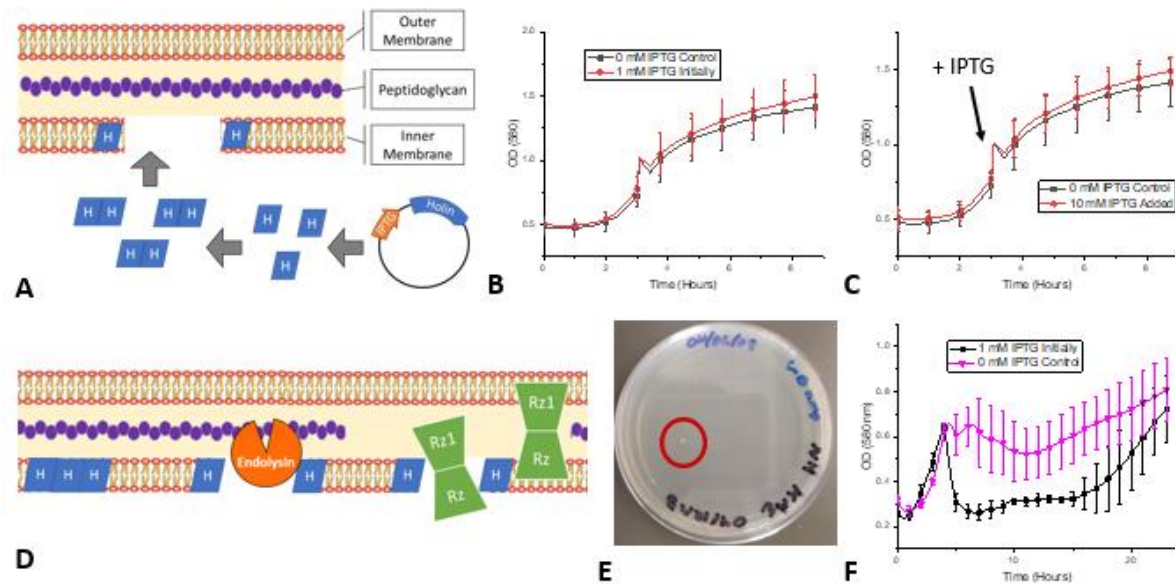 Outer
Membrane
Peptidoglycan
Inner
Membrane
H
H
H H
H H
H H
H
H
H
IPTG
Holin
A
2.0
1.5
1.0
0.5
OD (580)
0 mM IPTG Control
1 mM IPTG Initially
0 2 4 6 8
Time (Hours)
B
+ IPTG
1.5
1.0
0.5
OD (580)
0 mM IPTG Control
10 mM IPTG Added
0 2 4 6 8
Time (Hours)
C
Rz1
Rz
Rz1
Rz
Endolysin
H H H
H
H
H
H
D
E
1.0
0.8
0.6
0.4
0.2
OD (580nm)
1 mM IPTG Initially
0 mM IPTG Control
0 10 20
Time (Hours)
F